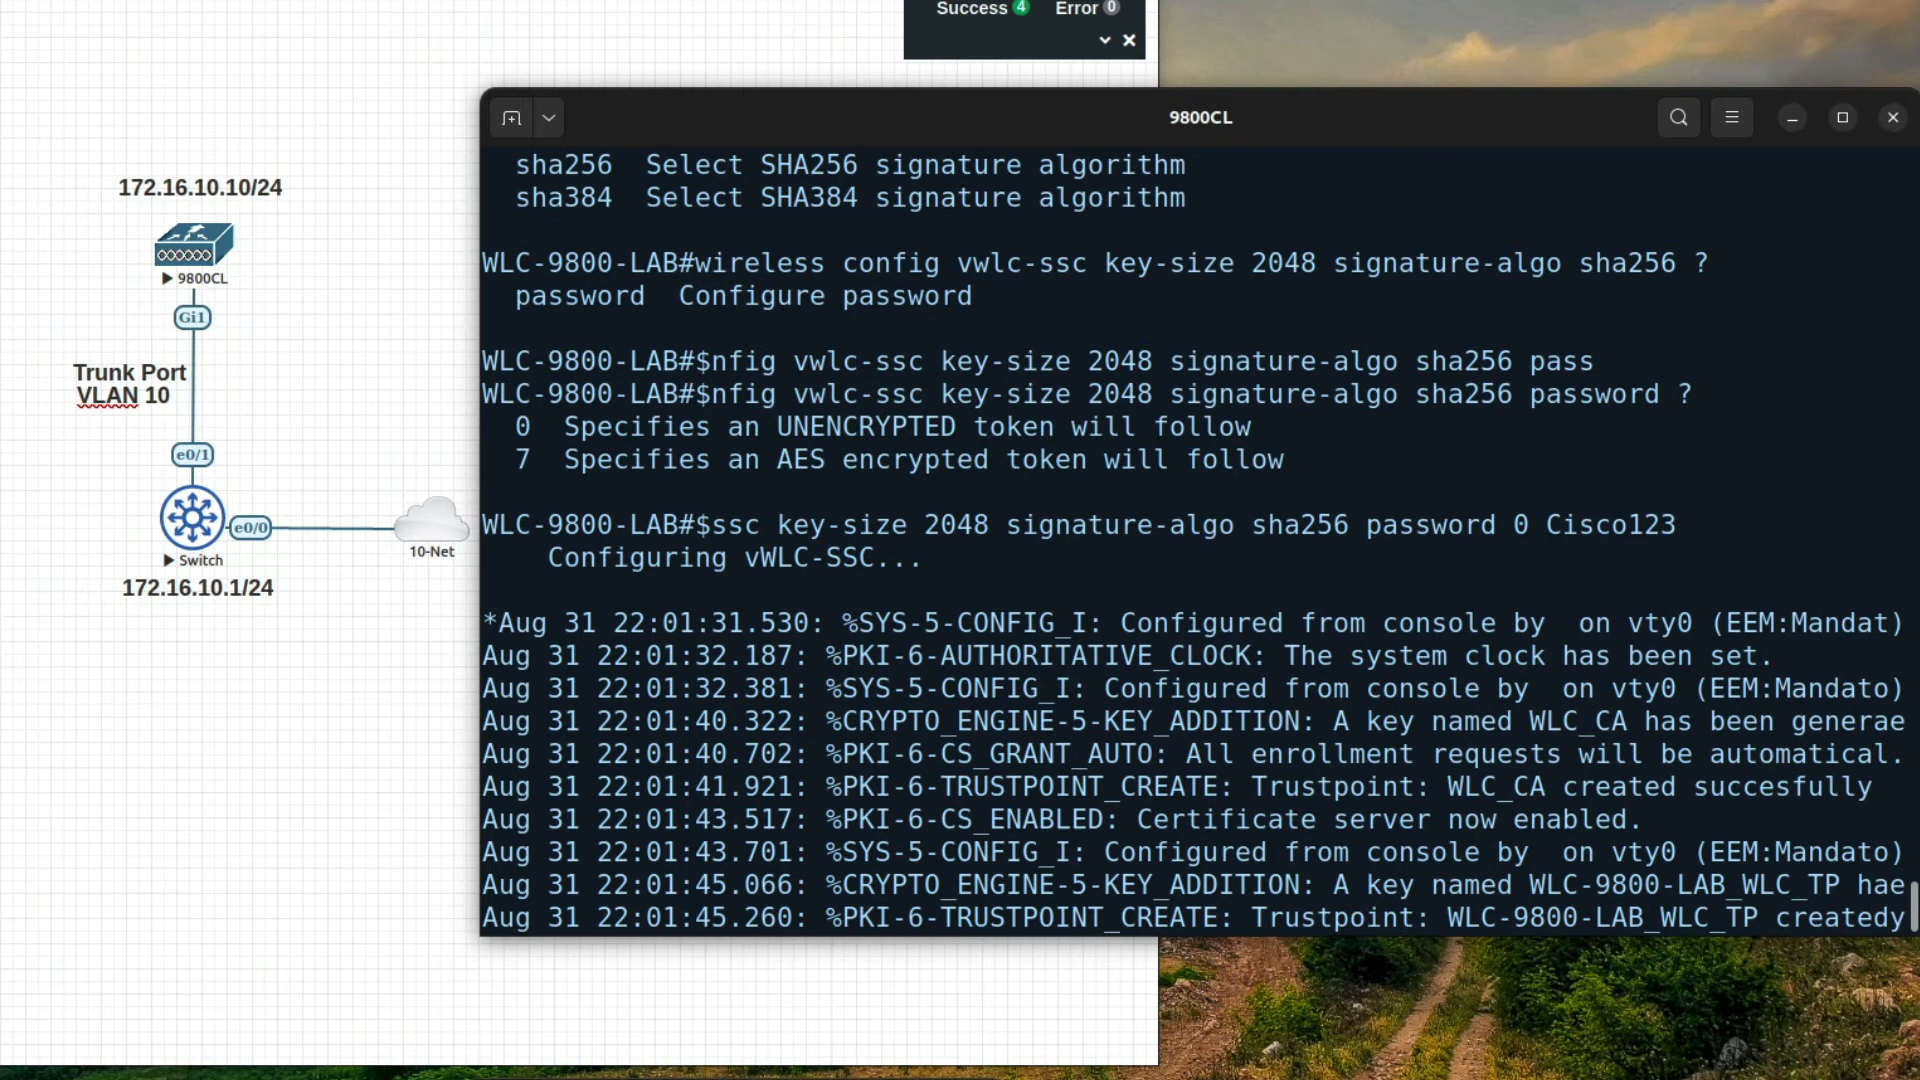 Success 4 Error 0
172.16.10.10/24
9800CL
Gi1
Trunk Port
VLAN 10
e0/1
e0/0
10-Net
Switch
172.16.10.1/24
9800CL
sha256  Select SHA256 signature algorithm
sha384  Select SHA384 signature algorithm
WLC-9800-LAB#wireless config vwlc-ssc key-size 2048 signature-algo sha256 ?
password  Configure password
WLC-9800-LAB#$nfig vwlc-ssc key-size 2048 signature-algo sha256 pass
WLC-9800-LAB#$nfig vwlc-ssc key-size 2048 signature-algo sha256 password ?
0  Specifies an UNENCRYPTED token will follow
7  Specifies an AES encrypted token will follow
WLC-9800-LAB#$ssc key-size 2048 signature-algo sha256 password 0 Cisco123
Configuring vWLC-SSC...
*Aug 31 22:01:31.530: %SYS-5-CONFIG_I: Configured from console by  on vty0 (EEM:Mandat)
Aug 31 22:01:32.187: %PKI-6-AUTHORITATIVE_CLOCK: The system clock has been set.
Aug 31 22:01:32.381: %SYS-5-CONFIG_I: Configured from console by  on vty0 (EEM:Mandato)
Aug 31 22:01:40.322: %CRYPTO_ENGINE-5-KEY_ADDITION: A key named WLC_CA has been generae
Aug 31 22:01:40.702: %PKI-6-CS_GRANT_AUTO: All enrollment requests will be automatical.
Aug 31 22:01:41.921: %PKI-6-TRUSTPOINT_CREATE: Trustpoint: WLC_CA created succesfully
Aug 31 22:01:43.517: %PKI-6-CS_ENABLED: Certificate server now enabled.
Aug 31 22:01:43.701: %SYS-5-CONFIG_I: Configured from console by  on vty0 (EEM:Mandato)
Aug 31 22:01:45.066: %CRYPTO_ENGINE-5-KEY_ADDITION: A key named WLC-9800-LAB_WLC_TP hae
Aug 31 22:01:45.260: %PKI-6-TRUSTPOINT_CREATE: Trustpoint: WLC-9800-LAB_WLC_TP createdy